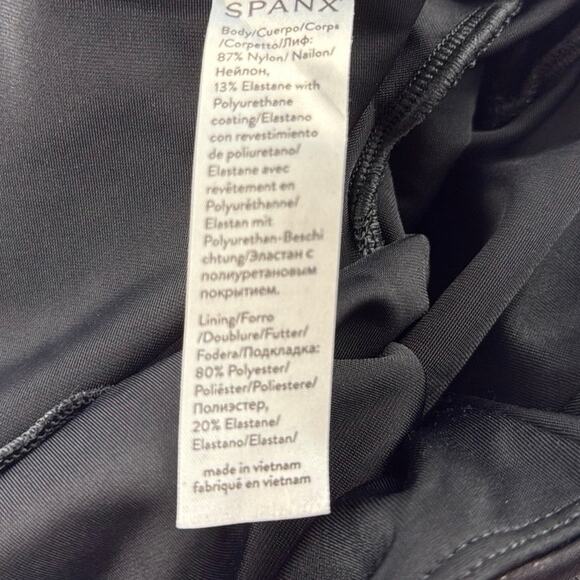 SPANX
Body/Cuerpo/Corps
/Corpetto/Лиф:
87% Nylon/ Nailon/
Нейлон,
13% Elastane with
Polyurethane
coating/Elastano
con revestimiento
de poliuretano/
Elastane avec
revêtement en
Polyuréthanne/
Elastan mit
Polyurethan-Beschi
chtung/Эластан с
полиуретановым
покрытием.
Lining/Forro
/Doublure/Futter/
Fodera/Подкладка:
80% Polyester/
Poliéster/Poliestere/
Полиэстер,
20% Elastane/
Elastano/Elastan/
made in vietnam
fabriqué en vietnam